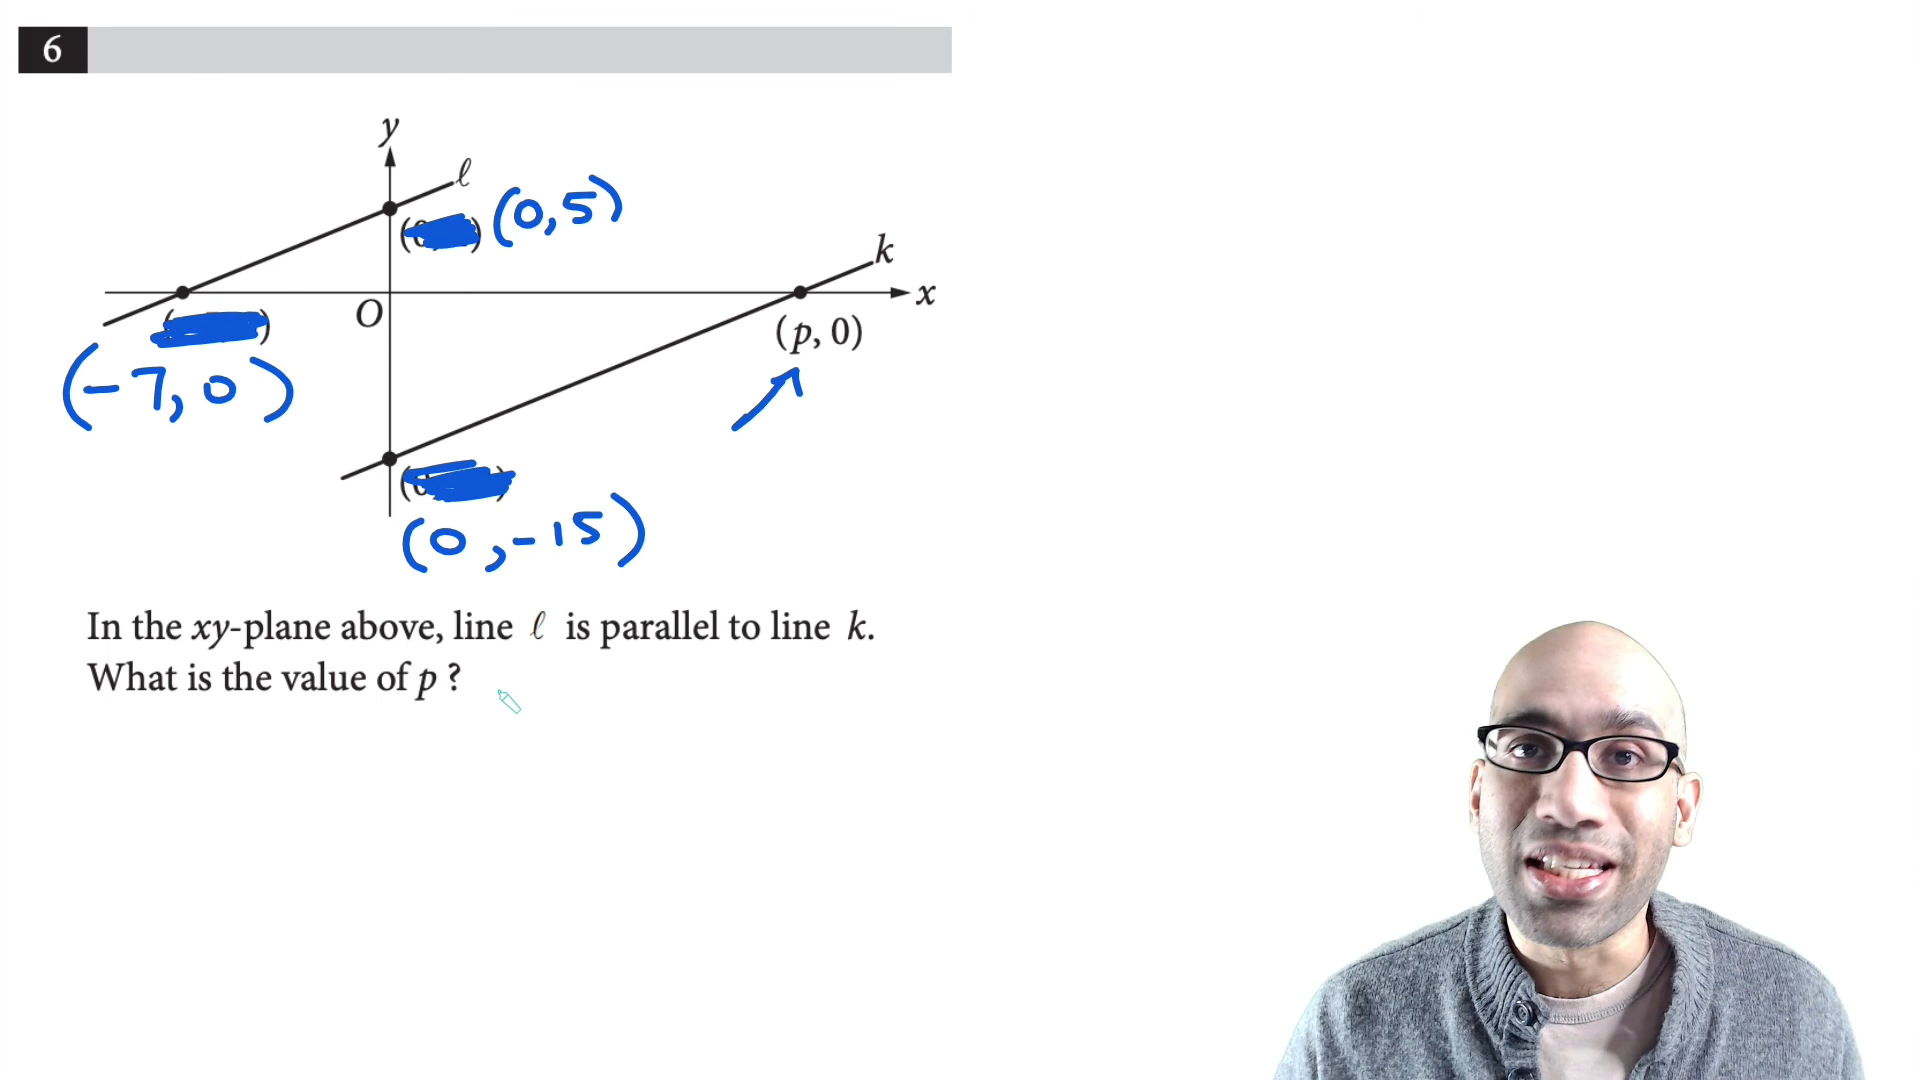 6
y
ℓ
(0, 5)
k
O
x
(p, 0)
(-7, 0)
(0, -15)
In the xy-plane above, line ℓ is parallel to line k.
What is the value of p ?